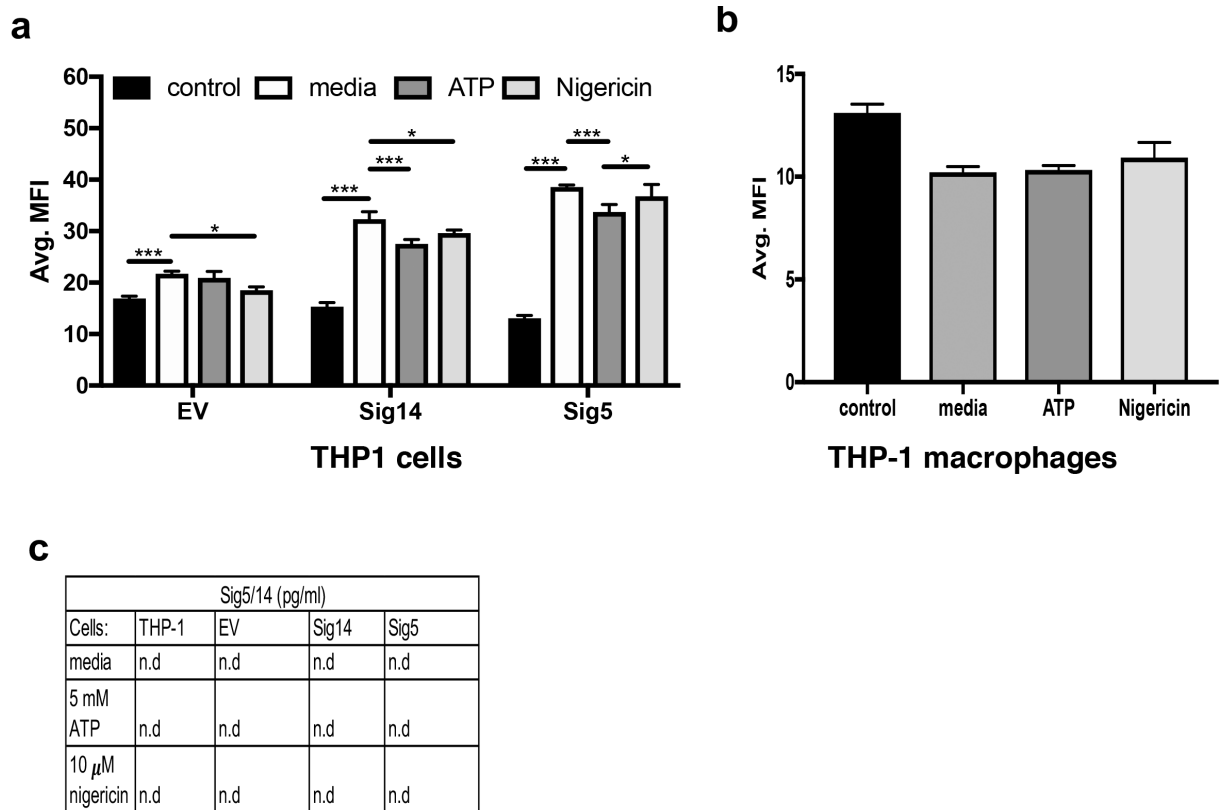 a
60
50
40
30
20
10
0
Avg. MFI
control media ATP Nigericin
*** *
*** *** *
*** *** *
EV Sig14 Sig5
THP1 cells
b
15
10
5
0
Avg. MFI
control media ATP Nigericin
THP-1 macrophages
c
Sig5/14 (pg/ml)
Cells: THP-1 EV Sig14 Sig5
media n.d n.d n.d n.d
5 mM
ATP n.d n.d n.d n.d
10 μM
nigericin n.d n.d n.d n.d